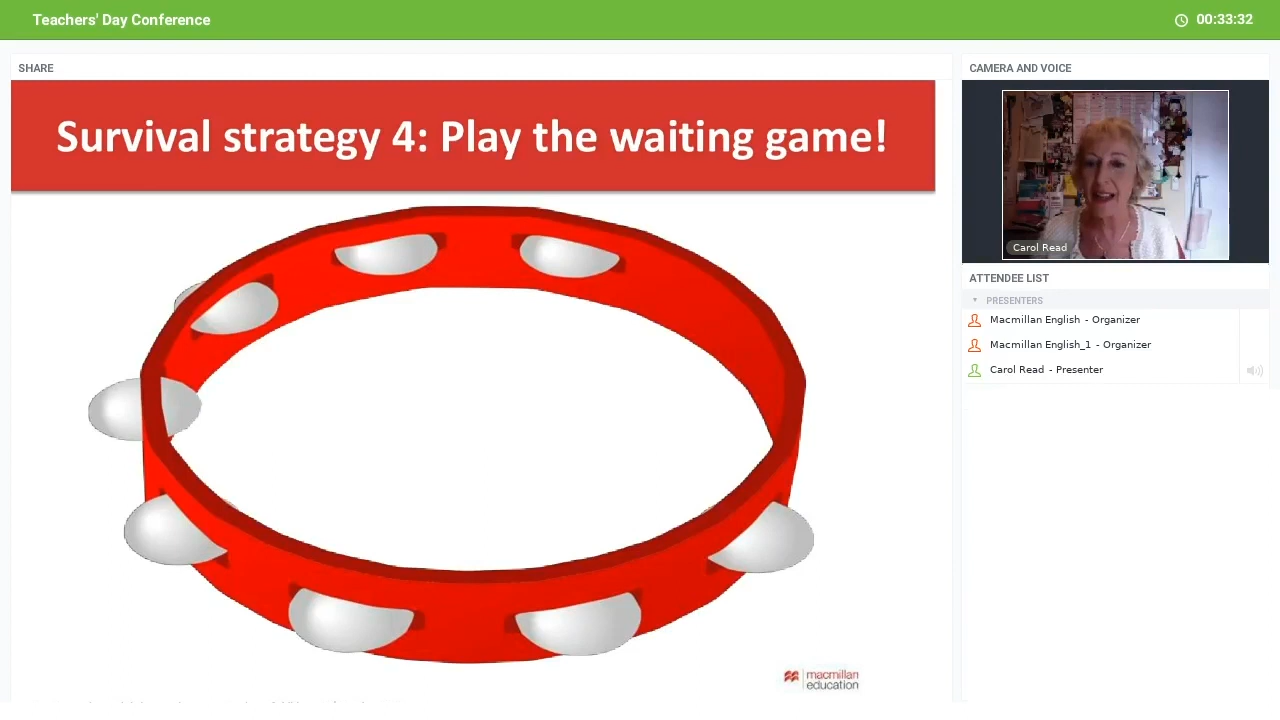 Teachers' Day Conference
00:33:32
SHARE
CAMERA AND VOICE
Survival strategy 4: Play the waiting game!
Carol Read
ATTENDEE LIST
PRESENTERS
Macmillan English - Organizer
Macmillan English_1 - Organizer
Carol Read - Presenter
macmillan
education